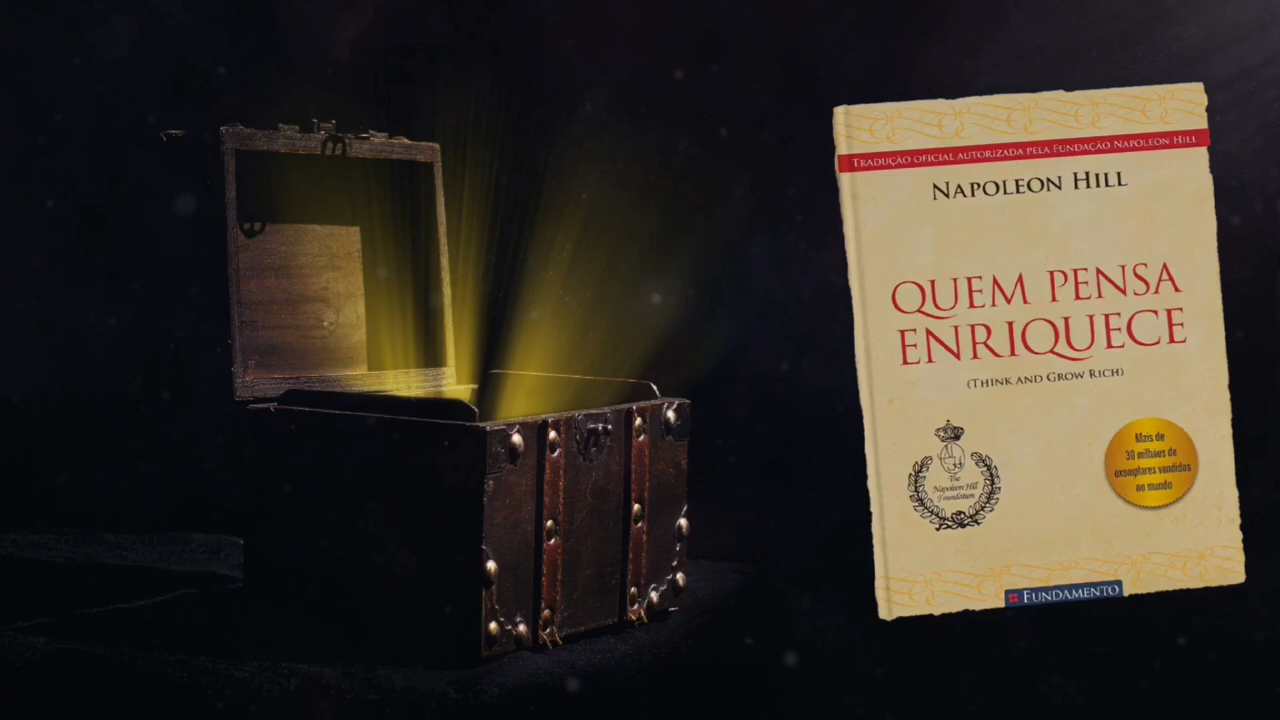 TRADUÇÃO OFICIAL AUTORIZADA PELA FUNDAÇÃO NAPOLEON HILL
NAPOLEON HILL
QUEM PENSA
ENRIQUECE
(THINK AND GROW RICH)
The
Napoleon Hill
Foundation
Mais de
30 milhões de
exemplares vendidos
no mundo
FUNDAMENTO